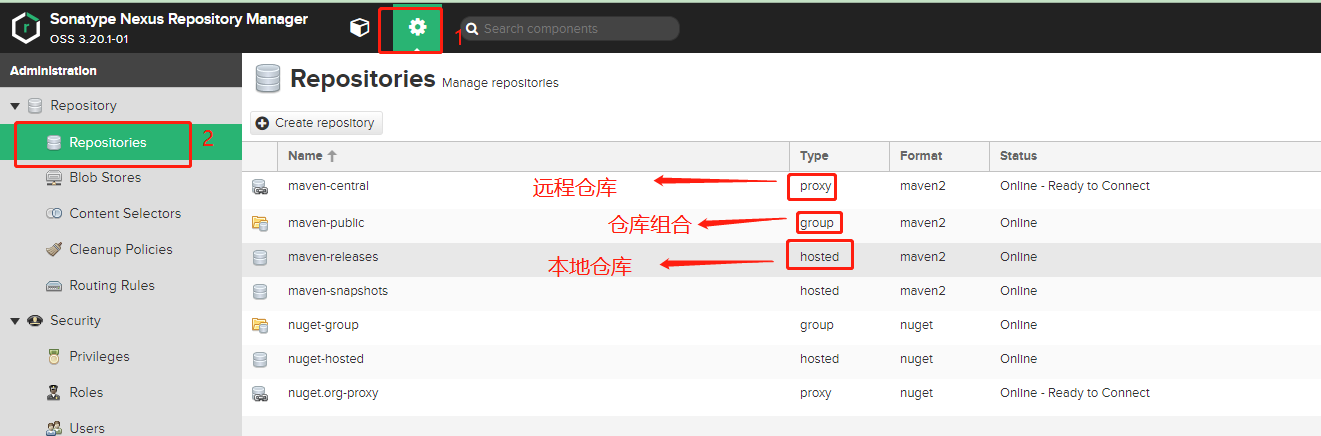 Sonatype Nexus Repository Manager
OSS 3.20.1-01
1
Search components
Administration
Repositories Manage repositories
Repository
Create repository
Repositories
2
Blob Stores
Content Selectors
Cleanup Policies
Routing Rules
Security
Privileges
Roles
Users
Name Type Format Status
maven-central 远程仓库 proxy maven2 Online - Ready to Connect
maven-public 仓库组合 group maven2 Online
maven-releases 本地仓库 hosted maven2 Online
maven-snapshots hosted maven2 Online
nuget-group group nuget Online
nuget-hosted hosted nuget Online
nuget.org-proxy proxy nuget Online - Ready to Connect